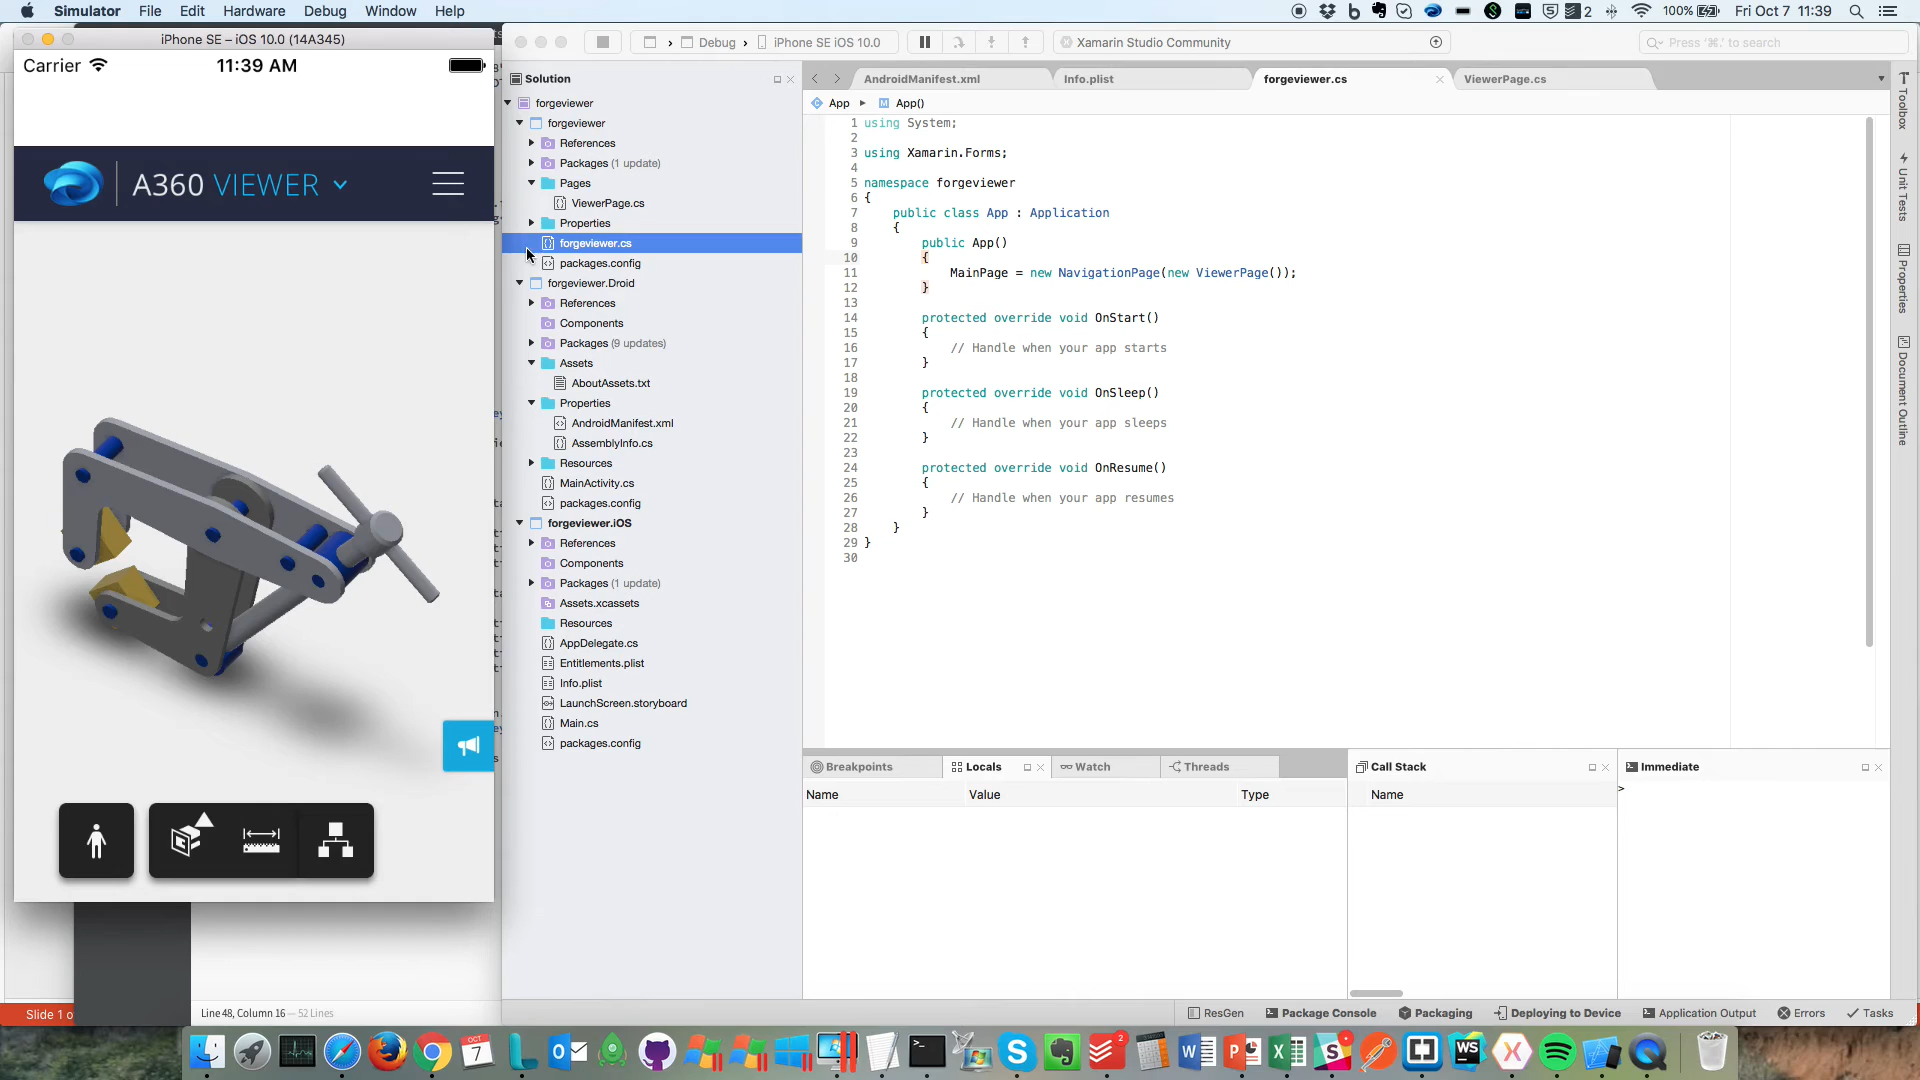 Simulator File Edit Hardware Debug Window Help
2 100% Fri Oct 7 11:39
iPhone SE – iOS 10.0 (14A345)
Carrier 11:39 AM
A360 VIEWER
Debug iPhone SE iOS 10.0
Xamarin Studio Community
Press '⌘.' to search
Solution
forgeviewer
forgeviewer
References
Packages (1 update)
Pages
ViewerPage.cs
Properties
forgeviewer.cs
packages.config
forgeviewer.Droid
References
Components
Packages (9 updates)
Assets
AboutAssets.txt
Properties
AndroidManifest.xml
AssemblyInfo.cs
Resources
MainActivity.cs
packages.config
forgeviewer.iOS
References
Components
Packages (1 update)
Assets.xcassets
Resources
AppDelegate.cs
Entitlements.plist
Info.plist
LaunchScreen.storyboard
Main.cs
packages.config
AndroidManifest.xml Info.plist forgeviewer.cs ViewerPage.cs
App App()
1 using System;
2
3 using Xamarin.Forms;
4
5 namespace forgeviewer
6 {
7 public class App : Application
8 {
9 public App()
10 {
11 MainPage = new NavigationPage(new ViewerPage());
12 }
13
14 protected override void OnStart()
15 {
16 // Handle when your app starts
17 }
18
19 protected override void OnSleep()
20 {
21 // Handle when your app sleeps
22 }
23
24 protected override void OnResume()
25 {
26 // Handle when your app resumes
27 }
28 }
29 }
30
Toolbox
Unit Tests
Properties
Document Outline
Breakpoints Locals Watch Threads
Name Value Type
Call Stack
Name
Immediate
>
Slide 1 o
Line 48, Column 16 — 52 Lines
ResGen Package Console Packaging Deploying to Device Application Output Errors Tasks